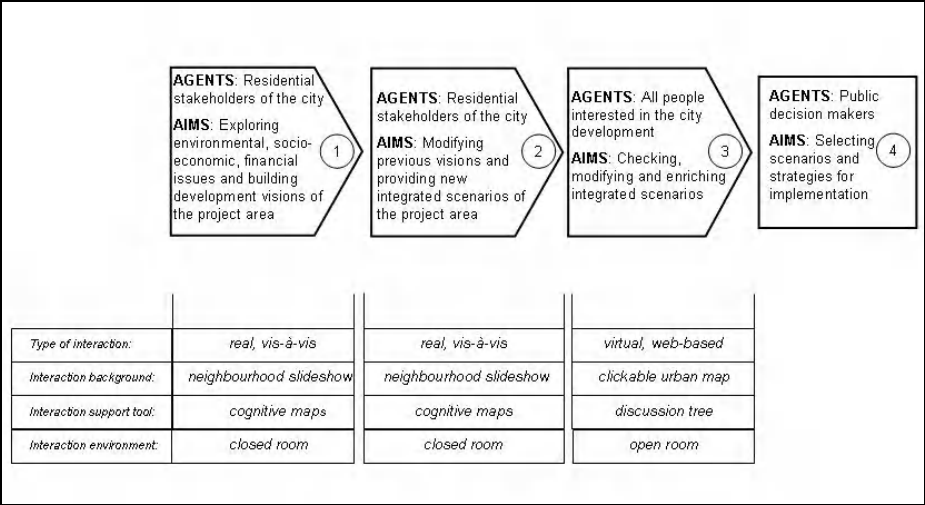 AGENTS: Residential
stakeholders of the city
AIMS: Exploring
environmental, socio-
economic, financial
issues and building
development visions of
the project area
1
AGENTS: Residential
stakeholders of the city
AIMS: Modifying
previous visions and
providing new
integrated scenarios of
the project area
2
AGENTS: All people
interested in the city
development
AIMS: Checking,
modifying and enriching
integrated scenarios
3
AGENTS: Public
decision makers
AIMS: Selecting
scenarios and
strategies for
implementation
4
Type of interaction: real, vis-à-vis real, vis-à-vis virtual, web-based
Interaction background: neighbourhood slideshow neighbourhood slideshow clickable urban map
Interaction support tool: cognitive maps cognitive maps discussion tree
Interaction environment: closed room closed room open room